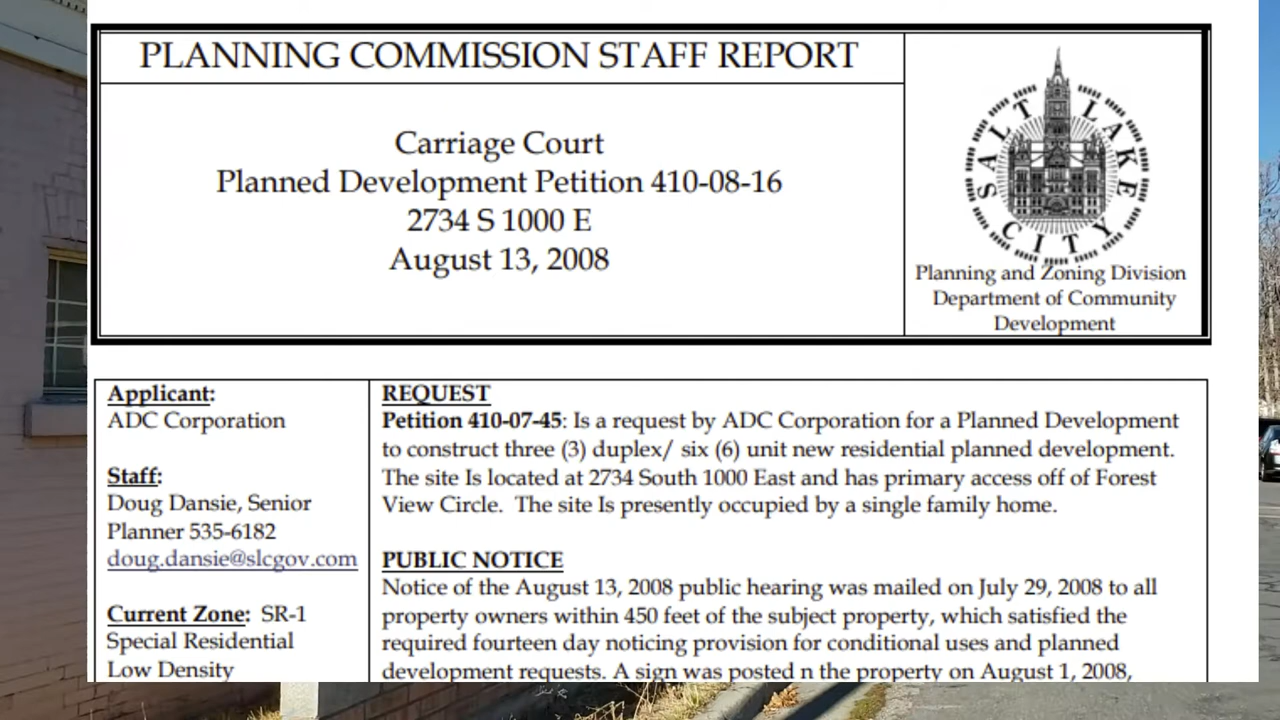 PLANNING COMMISSION STAFF REPORT
Carriage Court
Planned Development Petition 410-08-16
2734 S 1000 E
August 13, 2008
SALT LAKE
CITY
Planning and Zoning Division
Department of Community
Development
Applicant:
ADC Corporation
Staff:
Doug Dansie, Senior
Planner 535-6182
doug.dansie@slcgov.com
Current Zone: SR-1
Special Residential
Low Density
REQUEST
Petition 410-07-45: Is a request by ADC Corporation for a Planned Development
to construct three (3) duplex/ six (6) unit new residential planned development.
The site Is located at 2734 South 1000 East and has primary access off of Forest
View Circle. The site Is presently occupied by a single family home.
PUBLIC NOTICE
Notice of the August 13, 2008 public hearing was mailed on July 29, 2008 to all
property owners within 450 feet of the subject property, which satisfied the
required fourteen day noticing provision for conditional uses and planned
development requests. A sign was posted n the property on August 1, 2008,